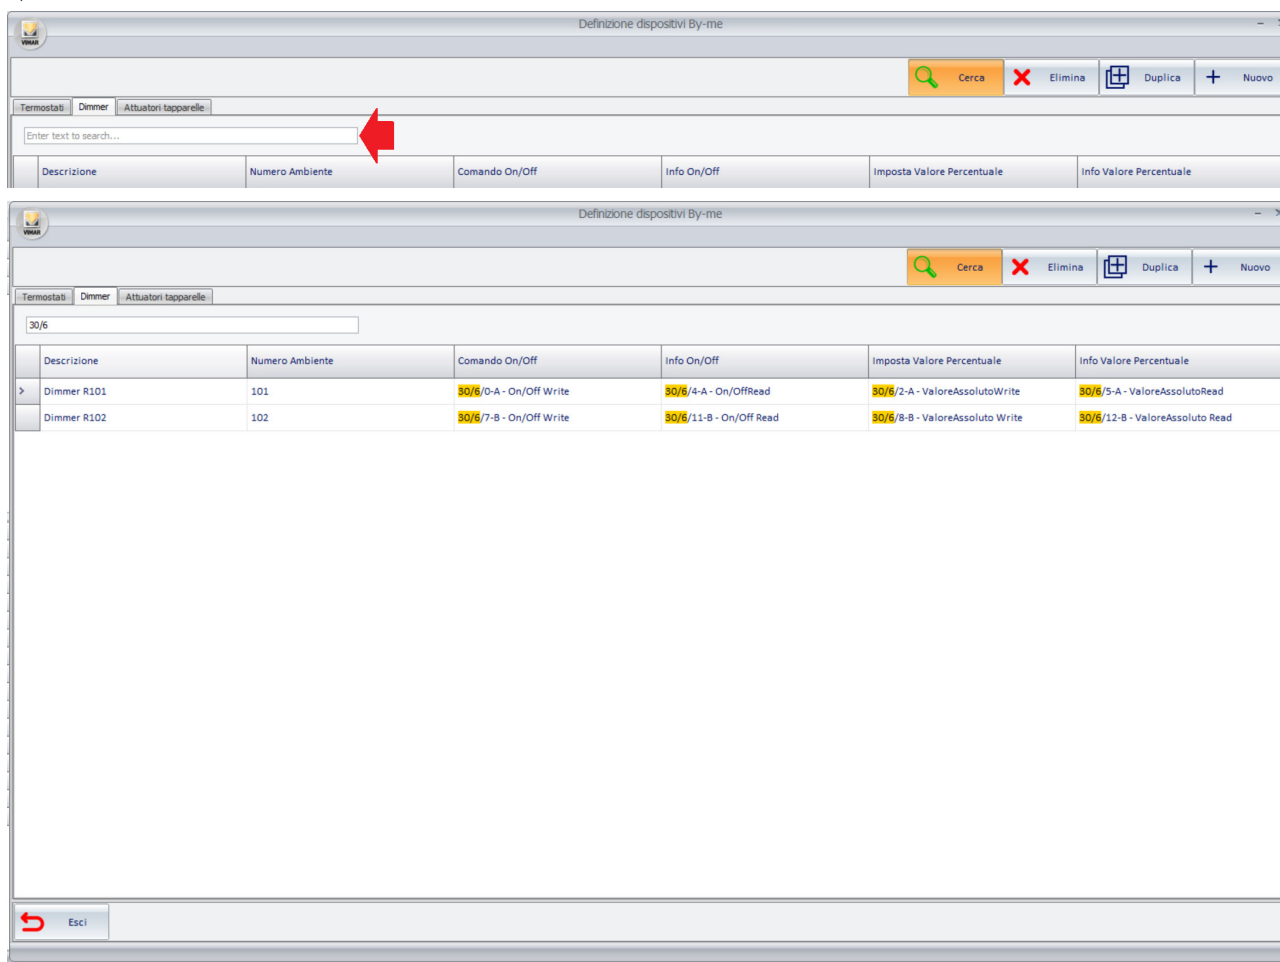 Definizione dispositivi By-me
VIMAR
Cerca Elimina Duplica Nuovo
Termostati Dimmer Attuatori tapparelle
Enter text to search...
Descrizione Numero Ambiente Comando On/Off Info On/Off Imposta Valore Percentuale Info Valore Percentuale
Definizione dispositivi By-me
VIMAR
Cerca Elimina Duplica Nuovo
Termostati Dimmer Attuatori tapparelle
30/6
Descrizione Numero Ambiente Comando On/Off Info On/Off Imposta Valore Percentuale Info Valore Percentuale
Dimmer R101 101 30/6/0-A - On/Off Write 30/6/4-A - On/OffRead 30/6/2-A - ValoreAssolutoWrite 30/6/5-A - ValoreAssolutoRead
Dimmer R102 102 30/6/7-B - On/Off Write 30/6/11-B - On/Off Read 30/6/8-B - ValoreAssoluto Write 30/6/12-B - ValoreAssoluto Read
Esci